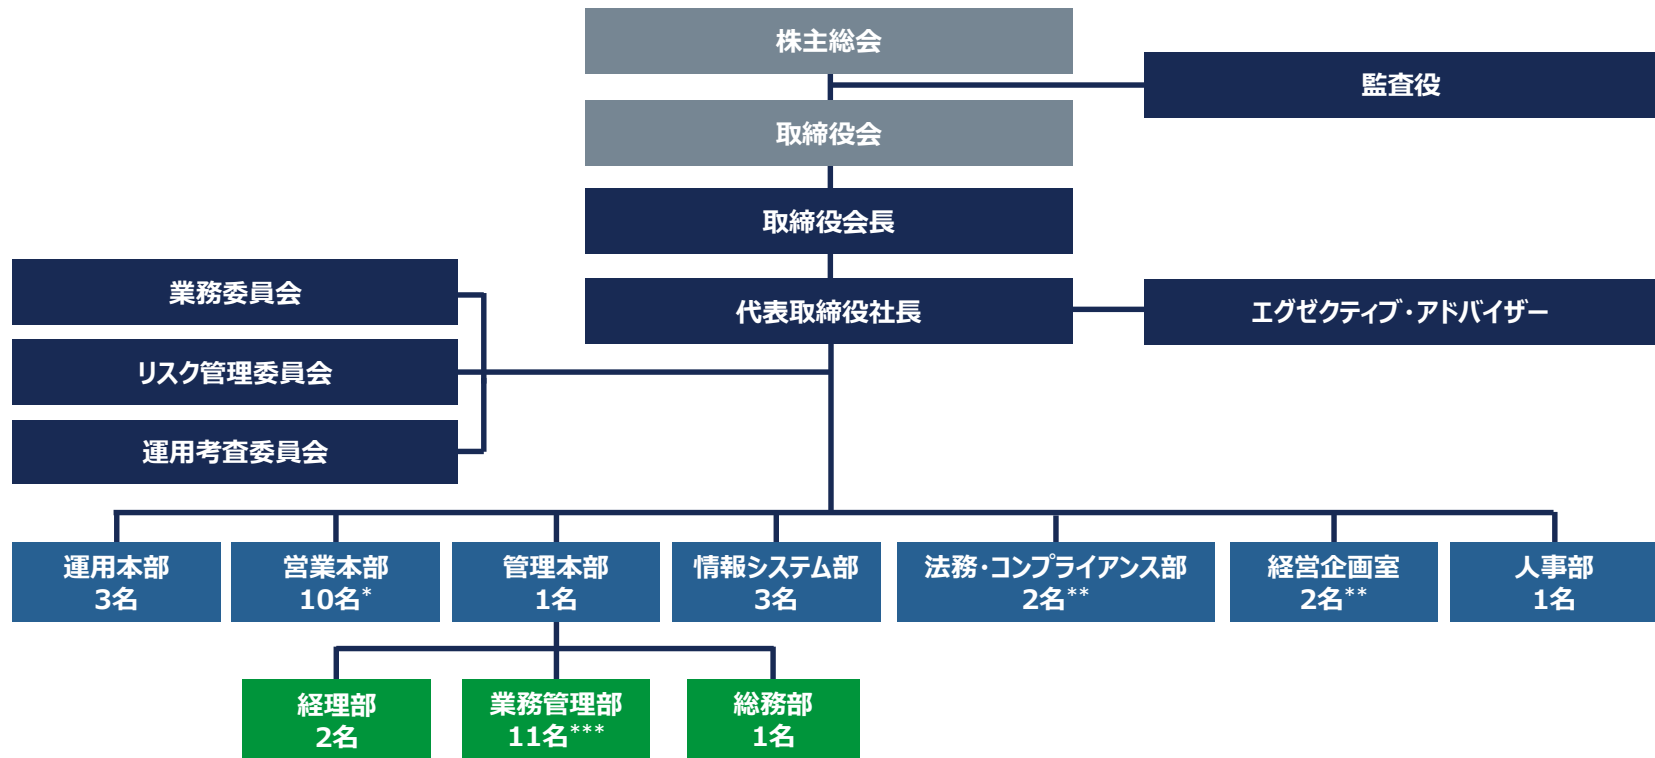 株主総会
監査役
取締役会
取締役会長
業務委員会
代表取締役社長
エグゼクティブ・アドバイザー
リスク管理委員会
運用考査委員会
運用本部
3名
営業本部
10名*
管理本部
1名
情報システム部
3名
法務・コンプライアンス部
2名**
経営企画室
2名**
人事部
1名
経理部
2名
業務管理部
11名***
総務部
1名